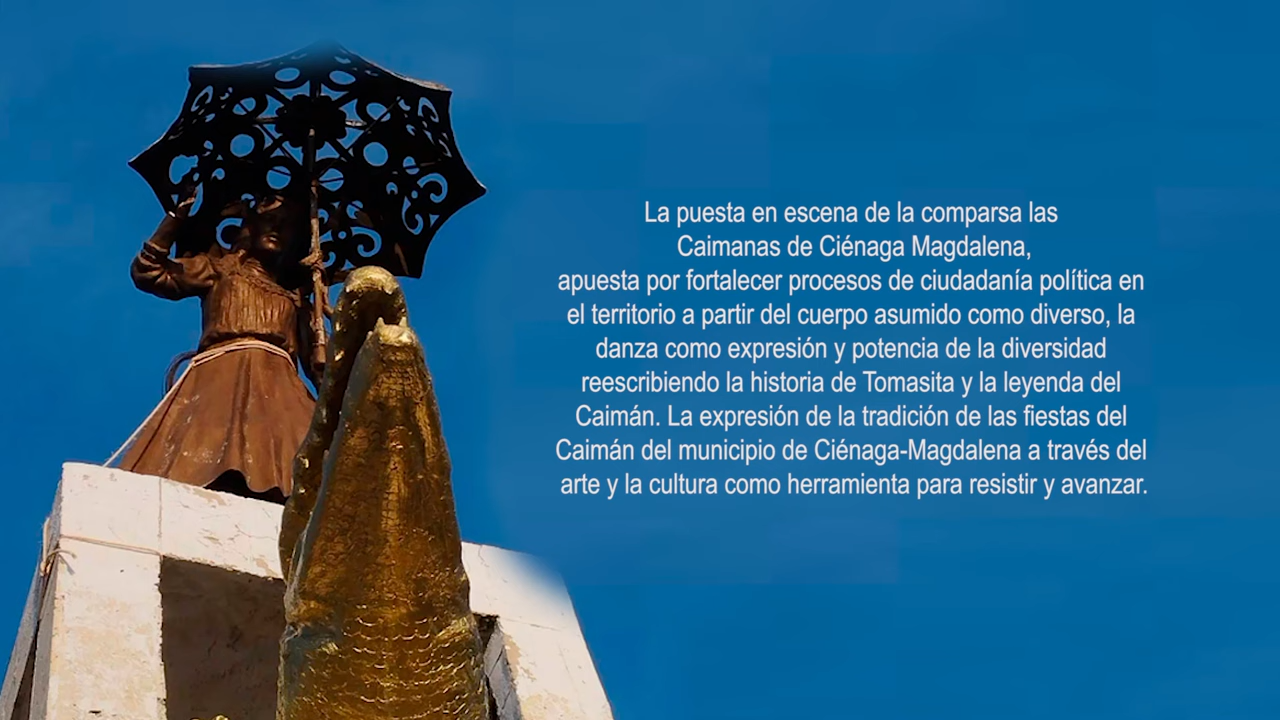 La puesta en escena de la comparsa las
Caimanas de Ciénaga Magdalena,
apuesta por fortalecer procesos de ciudadanía política en
el territorio a partir del cuerpo asumido como diverso, la
danza como expresión y potencia de la diversidad
reescribiendo la historia de Tomasita y la leyenda del
Caimán. La expresión de la tradición de las fiestas del
Caimán del municipio de Ciénaga-Magdalena a través del
arte y la cultura como herramienta para resistir y avanzar.